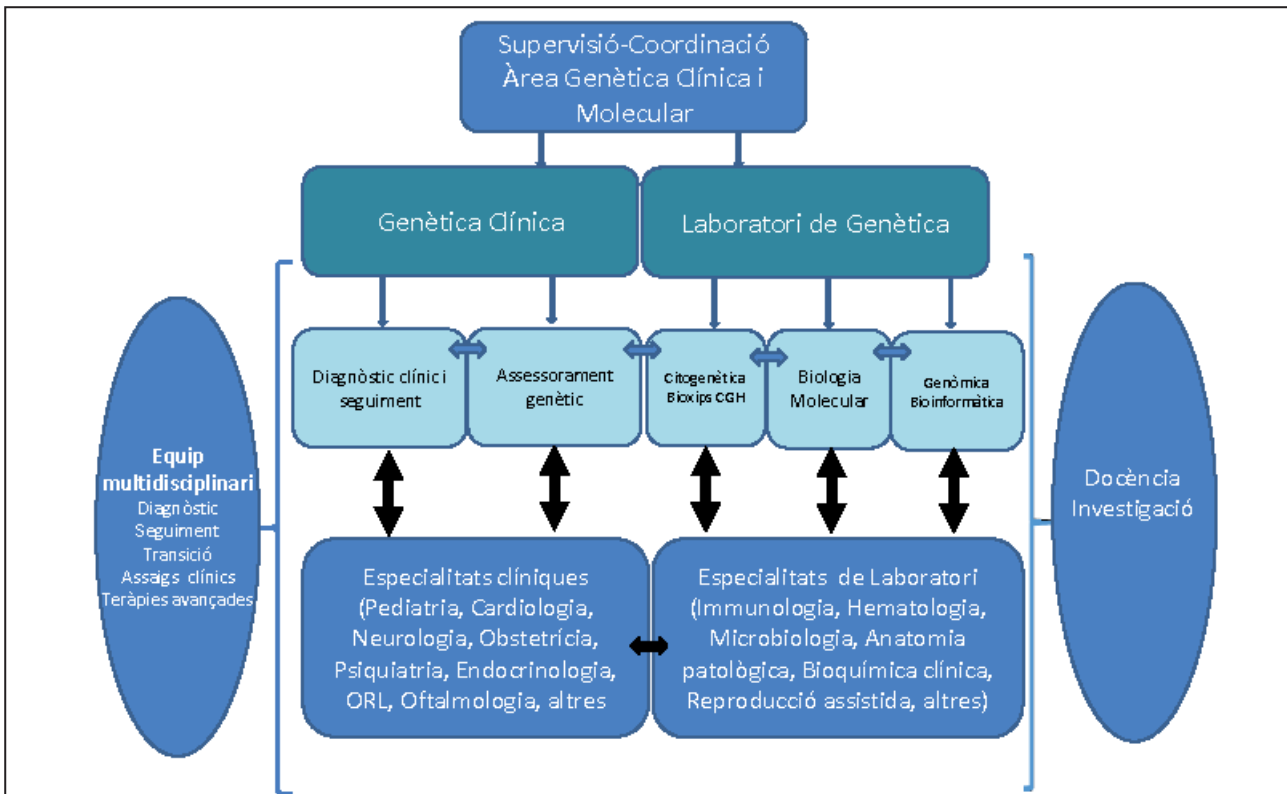 Supervisió-Coordinació
Àrea Genètica Clínica i
Molecular
Genètica Clínica
Laboratori de Genètica
Diagnòstic clínic i
seguiment
Assessorament
genètic
Citogenètica
Bioxips CGH
Biologia
Molecular
Genòmica
Bioinformàtica
Equip
multidisciplinari
Diagnòstic
Seguiment
Transició
Assaigs clínics
Teràpies avançades
Docència
Investigació
Especialitats clíniques
(Pediatria, Cardiologia,
Neurologia, Obstetrícia,
Psiquiatria, Endocrinologia,
ORL, Oftalmologia, altres
Especialitats de Laboratori
(Immunologia, Hematologia,
Microbiologia, Anatomia
patològica, Bioquímica clínica,
Reproducció assistida, altres)